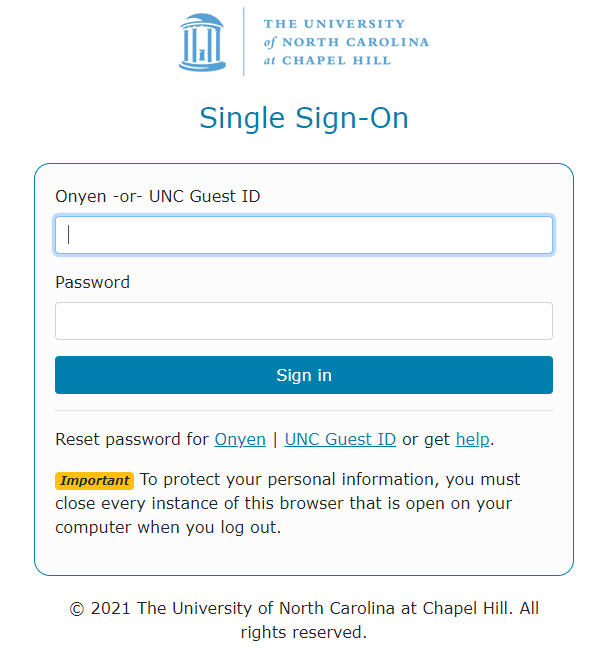 THE UNIVERSITY
of NORTH CAROLINA
at CHAPEL HILL
Single Sign-On
Onyen -or- UNC Guest ID
Password
Sign in
Reset password for Onyen | UNC Guest ID or get help.
Important To protect your personal information, you must
close every instance of this browser that is open on your
computer when you log out.
© 2021 The University of North Carolina at Chapel Hill. All
rights reserved.